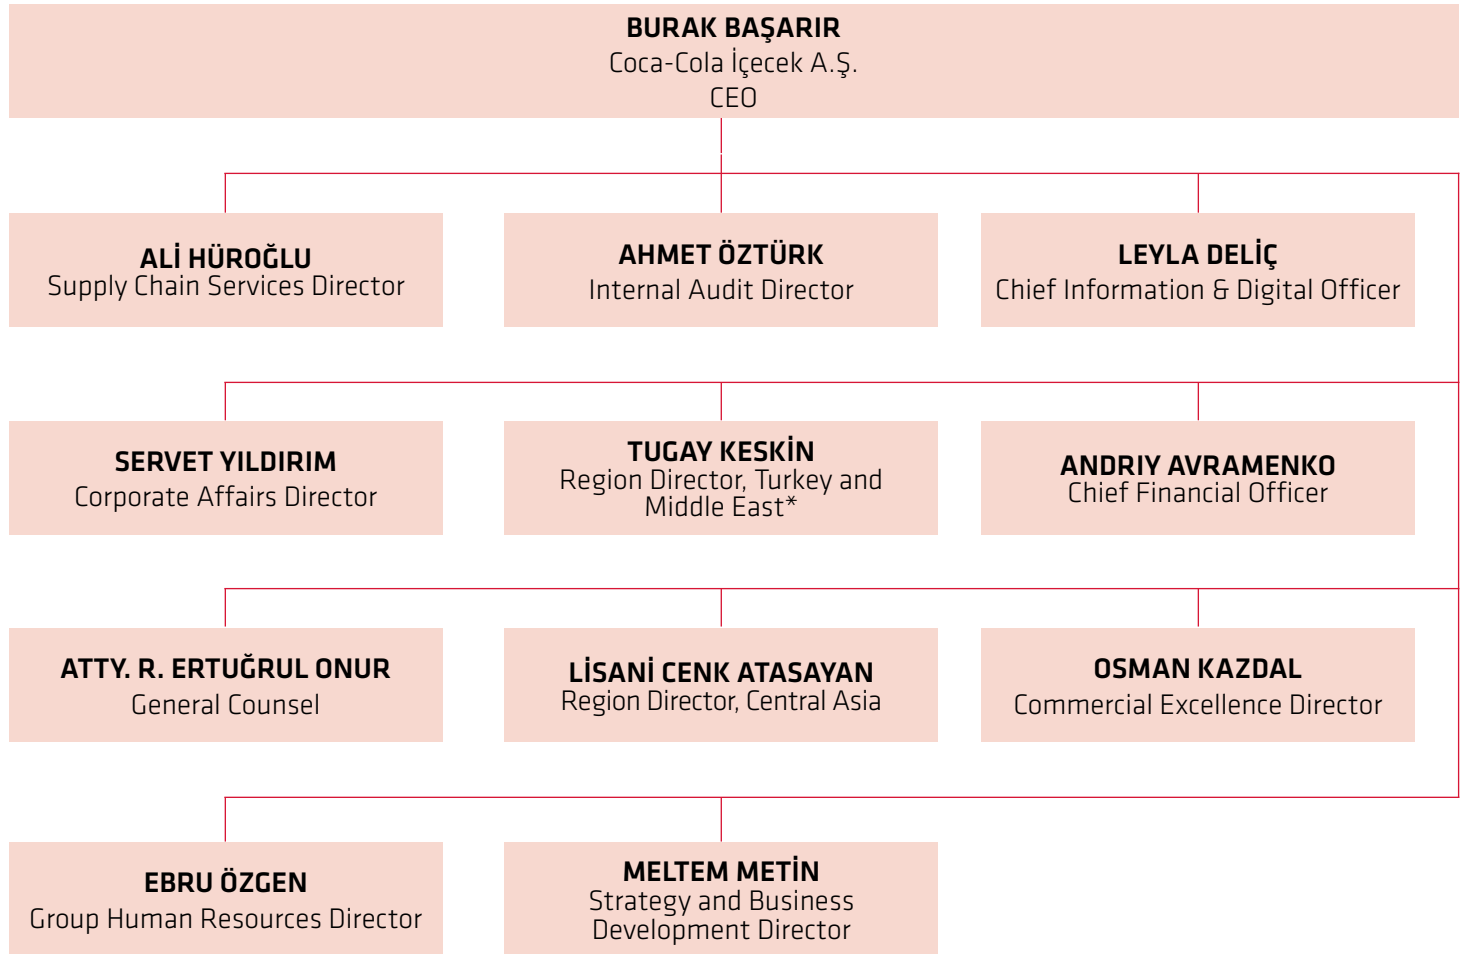 BURAK BAŞARIR
Coca-Cola İçecek A.Ş.
CEO
ALİ HÜROĞLU
Supply Chain Services Director
AHMET ÖZTÜRK
Internal Audit Director
LEYLA DELİÇ
Chief Information & Digital Officer
SERVET YILDIRIM
Corporate Affairs Director
TUGAY KESKİN
Region Director, Turkey and
Middle East*
ANDRIY AVRAMENKO
Chief Financial Officer
ATTY. R. ERTUĞRUL ONUR
General Counsel
LİSANİ CENK ATASAYAN
Region Director, Central Asia
OSMAN KAZDAL
Commercial Excellence Director
EBRU ÖZGEN
Group Human Resources Director
MELTEM METİN
Strategy and Business
Development Director